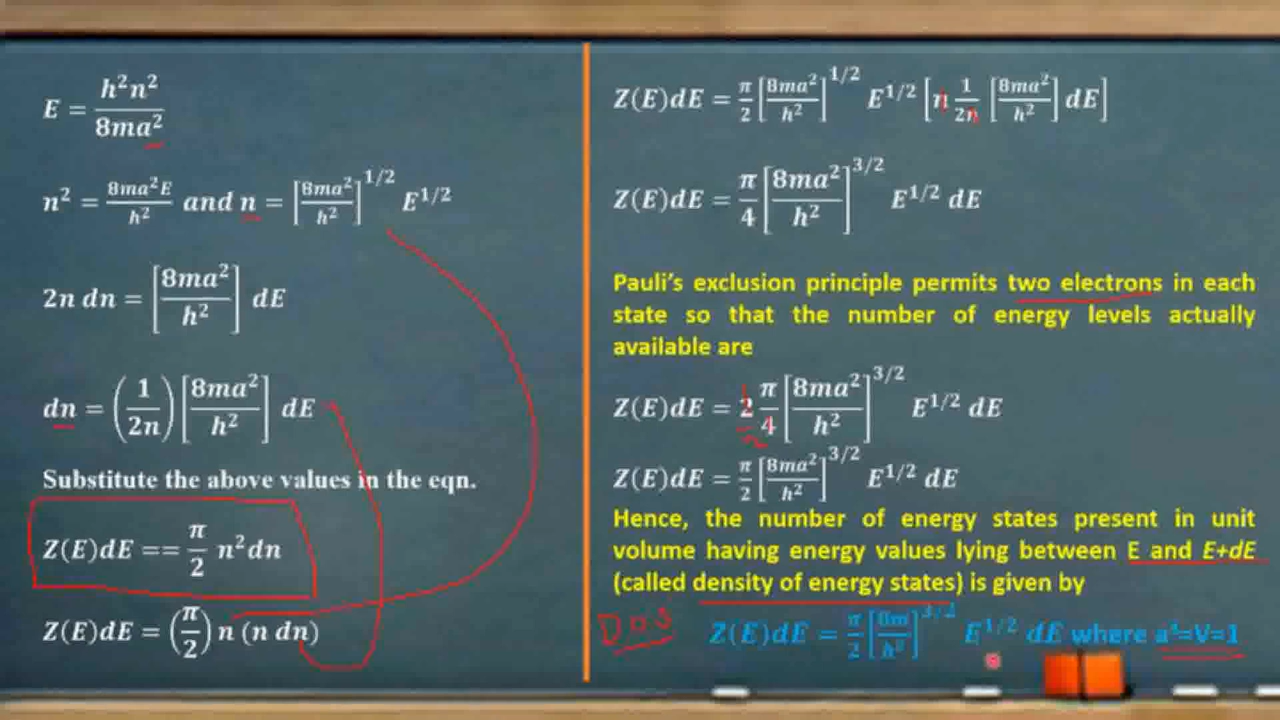 E = h²n² / 8ma²
n² = 8ma²E / h² and n = [8ma² / h²]^1/2 E^1/2
2n dn = [8ma² / h²] dE
dn = (1 / 2n) [8ma² / h²] dE
Substitute the above values in the eqn.
Z(E)dE == π/2 n²dn
Z(E)dE = (π/2) n (n dn)
Z(E)dE = π/2 [8ma² / h²]^1/2 E^1/2 [n 1/2n [8ma² / h²] dE]
Z(E)dE = π/4 [8ma² / h²]^3/2 E^1/2 dE
Pauli's exclusion principle permits two electrons in each
state so that the number of energy levels actually
available are
Z(E)dE = 2 π/4 [8ma² / h²]^3/2 E^1/2 dE
Z(E)dE = π/2 [8ma² / h²]^3/2 E^1/2 dE
Hence, the number of energy states present in unit
volume having energy values lying between E and E+dE
(called density of energy states) is given by
DOS Z(E)dE = π/2 [8m / h²]^3/2 E^1/2 dE where a³=V=1